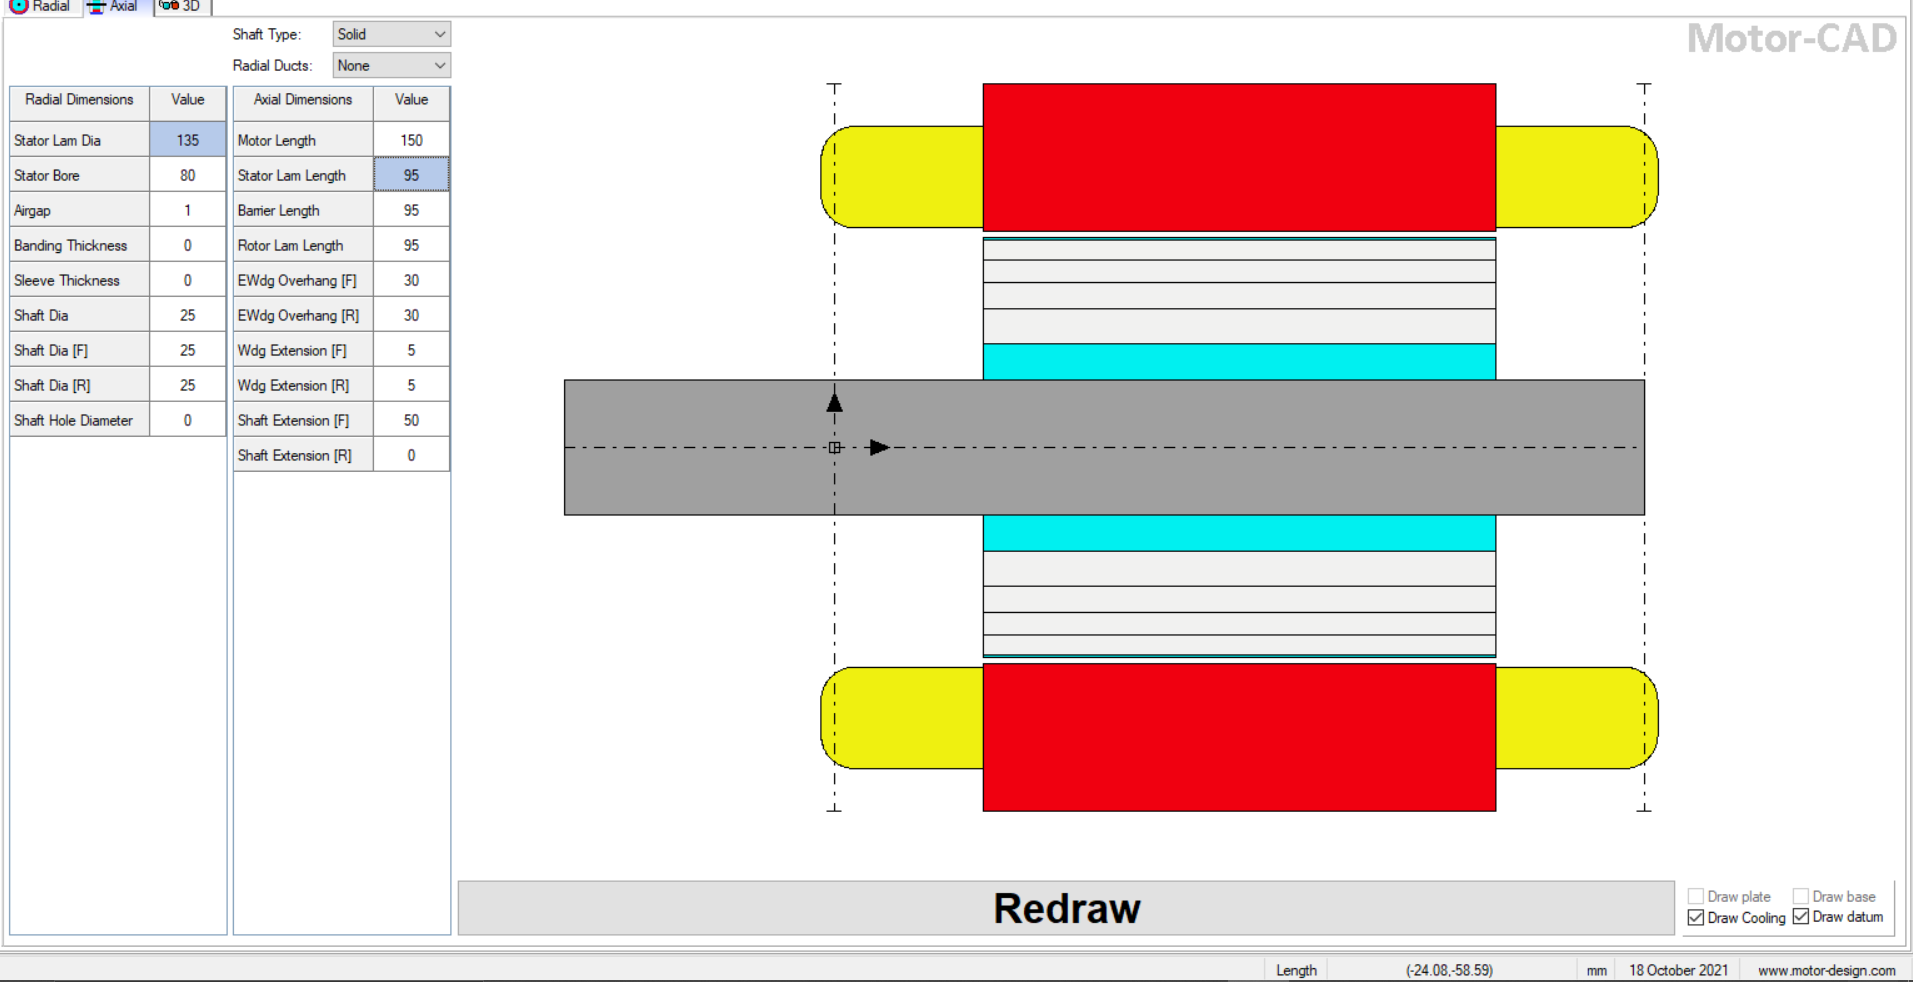 Radial Axial 3D
Motor-CAD
Shaft Type: Solid
Radial Ducts: None
Radial Dimensions Value
Stator Lam Dia 135
Stator Bore 80
Airgap 1
Banding Thickness 0
Sleeve Thickness 0
Shaft Dia 25
Shaft Dia [F] 25
Shaft Dia [R] 25
Shaft Hole Diameter 0
Axial Dimensions Value
Motor Length 150
Stator Lam Length 95
Barrier Length 95
Rotor Lam Length 95
EWdg Overhang [F] 30
EWdg Overhang [R] 30
Wdg Extension [F] 5
Wdg Extension [R] 5
Shaft Extension [F] 50
Shaft Extension [R] 0
Redraw
Draw plate Draw base
Draw Cooling Draw datum
Length (-24.08,-58.59) mm 18 October 2021 www.motor-design.com